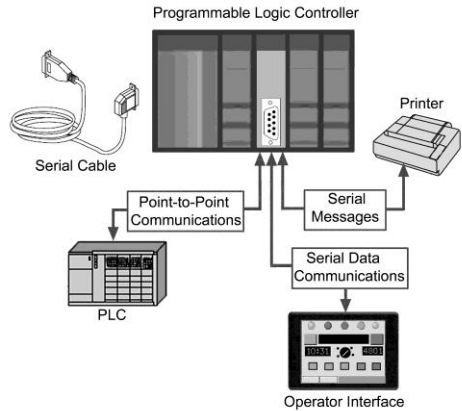 Programmable Logic Controller
Serial Cable
Printer
Point-to-Point
Communications
Serial
Messages
Serial Data
Communications
PLC
10:31
4801
Operator Interface